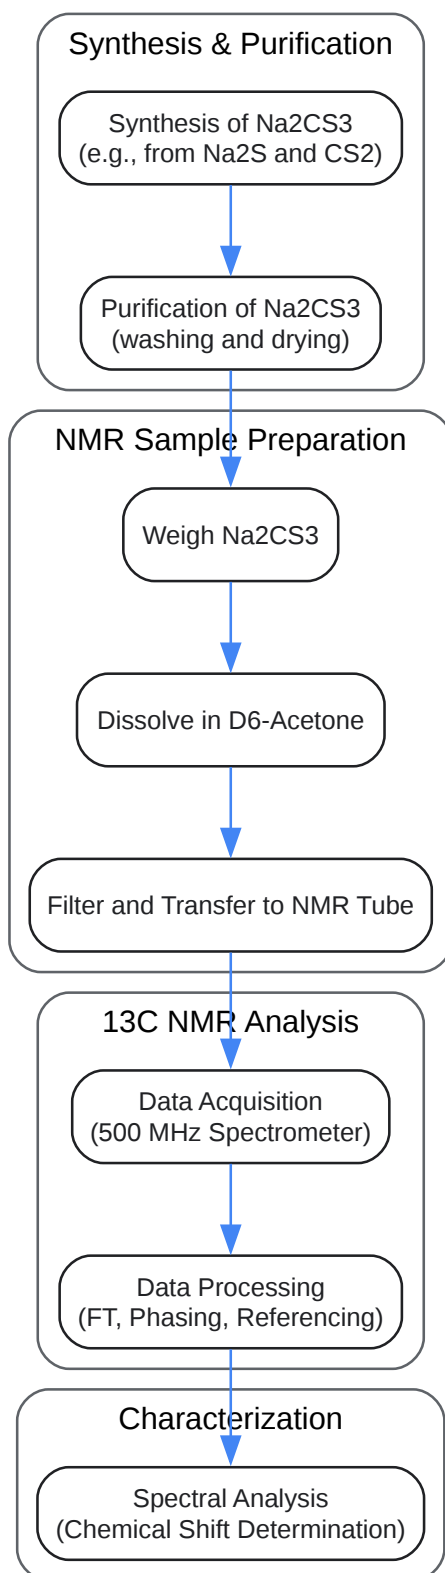 Synthesis & Purification
Synthesis of Na2CS3
(e.g., from Na2S and CS2)
Purification of Na2CS3
(washing and drying)
NMR Sample Preparation
Weigh Na2CS3
Dissolve in D6-Acetone
Filter and Transfer to NMR Tube
13C NMR Analysis
Data Acquisition
(500 MHz Spectrometer)
Data Processing
(FT, Phasing, Referencing)
Characterization
Spectral Analysis
(Chemical Shift Determination)